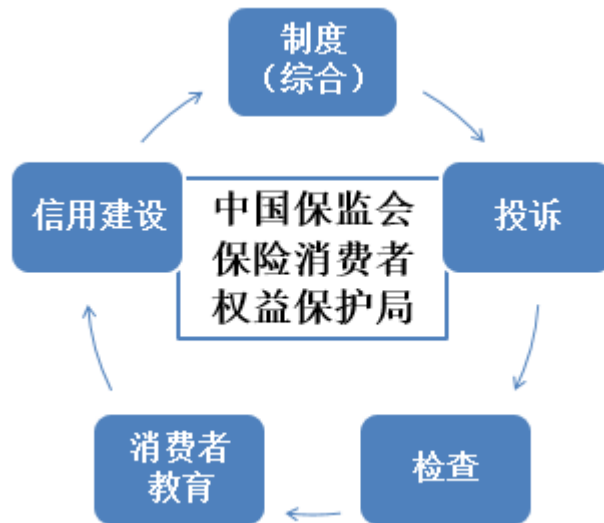 制度
（综合）
信用建设
中国保监会
保险消费者
权益保护局
投诉
消费者
教育
检查